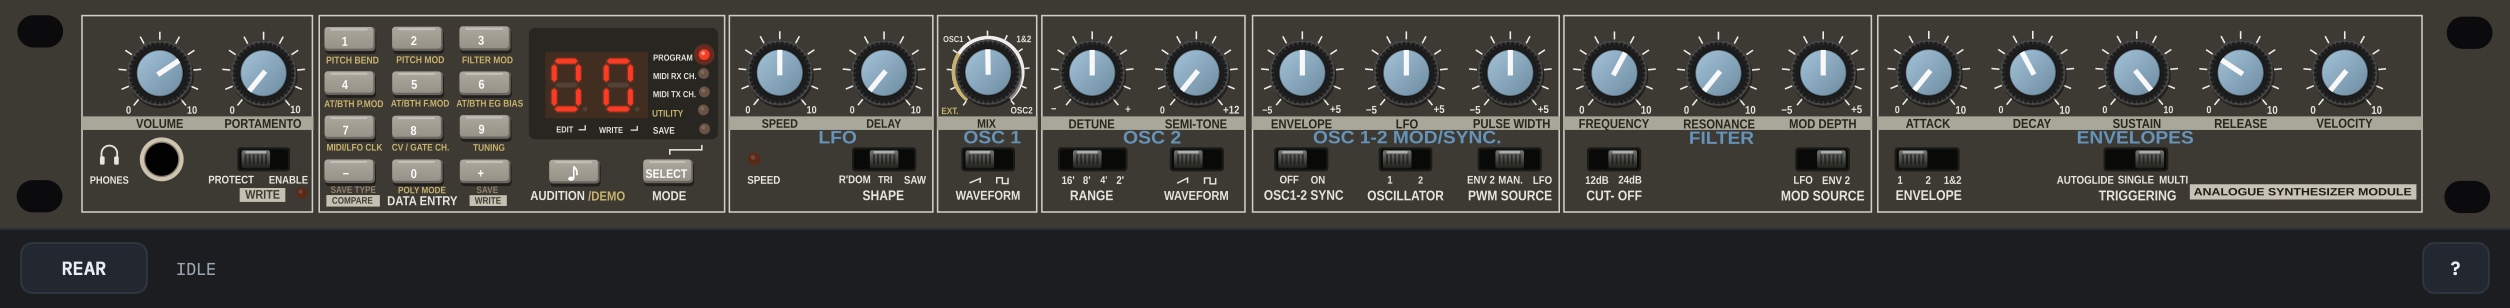 OSC1 1&2
1 2 3
PITCH BEND PITCH MOD FILTER MOD
PROGRAM
MIDI RX CH.
4 5 6
MIDI TX CH.
AT/BTH P.MOD AT/BTH F.MOD AT/BTH EG BIAS
00
UTILITY
0 10 0 10
EDIT WRITE SAVE
0 10 0 10
EXT. OSC2
− + 0 +12
−5 +5 −5 +5 −5 +5
0 10 0 10 −5 +5
0 10 0 10 0 10 0 10 0 10
VOLUME PORTAMENTO
7 8 9
SPEED DELAY
MIX
DETUNE SEMI-TONE
ENVELOPE LFO PULSE WIDTH
FREQUENCY RESONANCE MOD DEPTH
ATTACK DECAY SUSTAIN RELEASE VELOCITY
LFO OSC 1 OSC 2 OSC 1-2 MOD/SYNC. FILTER ENVELOPES
MIDI/LFO CLK CV / GATE CH. TUNING
− 0 + SELECT
PHONES PROTECT ENABLE
SPEED
R'DOM TRI SAW
16' 8' 4' 2'
OFF ON 1 2 ENV 2 MAN. LFO
12dB 24dB LFO ENV 2
1 2 1&2 AUTOGLIDE SINGLE MULTI
WRITE
SAVE TYPE POLY MODE SAVE
COMPARE DATA ENTRY WRITE
AUDITION /DEMO MODE
SHAPE
WAVEFORM
RANGE WAVEFORM
OSC1-2 SYNC OSCILLATOR PWM SOURCE
CUT- OFF MOD SOURCE
ENVELOPE TRIGGERING
ANALOGUE SYNTHESIZER MODULE
REAR IDLE ?